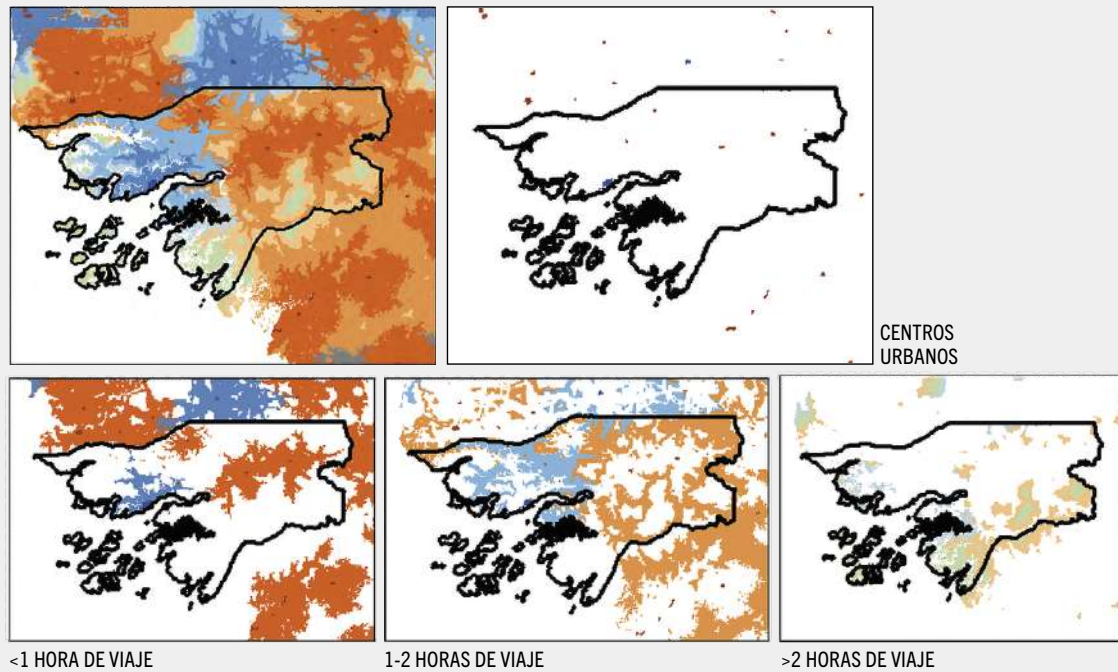 CENTROS
URBANOS
<1 HORA DE VIAJE
1-2 HORAS DE VIAJE
>2 HORAS DE VIAJE